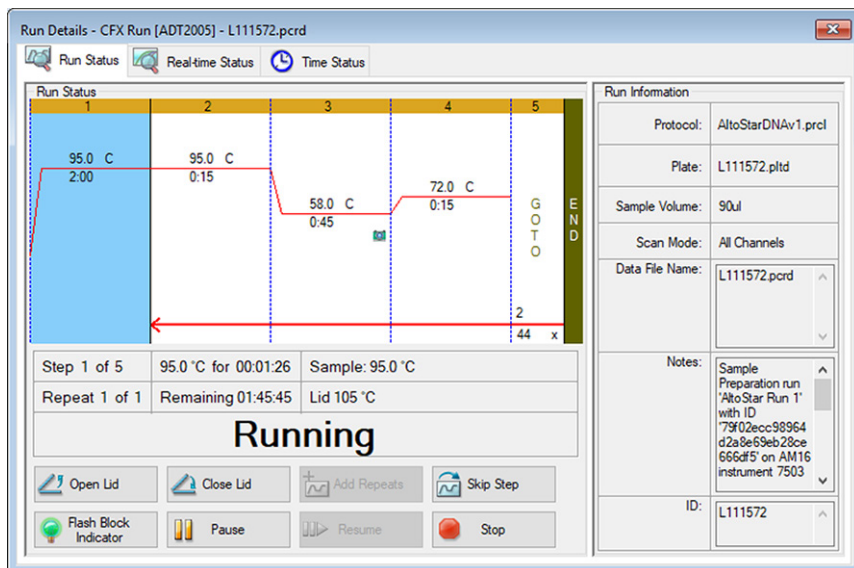 Run Details - CFX Run [ADT2005] - L111572.pcrd
Run Status Real-time Status Time Status
Run Status
1 2 3 4 5
95.0 C
2:00
95.0 C
0:15
58.0 C
0:45
72.0 C
0:15
GOTO
END
2
44 x
Step 1 of 5 95.0 °C for 00:01:26 Sample: 95.0 °C
Repeat 1 of 1 Remaining 01:45:45 Lid 105 °C
Running
Open Lid Close Lid Add Repeats Skip Step
Flash Block
Indicator Pause Resume Stop
Run Information
Protocol: AltoStarDNAv1.prcl
Plate: L111572.pltd
Sample Volume: 90ul
Scan Mode: All Channels
Data File Name: L111572.pcrd
Notes: Sample
Preparation run
'AltoStar Run 1'
with ID
'79f02ecc98964
d2a8e69eb28ce
666df5' on AM16
instrument 7503
ID: L111572